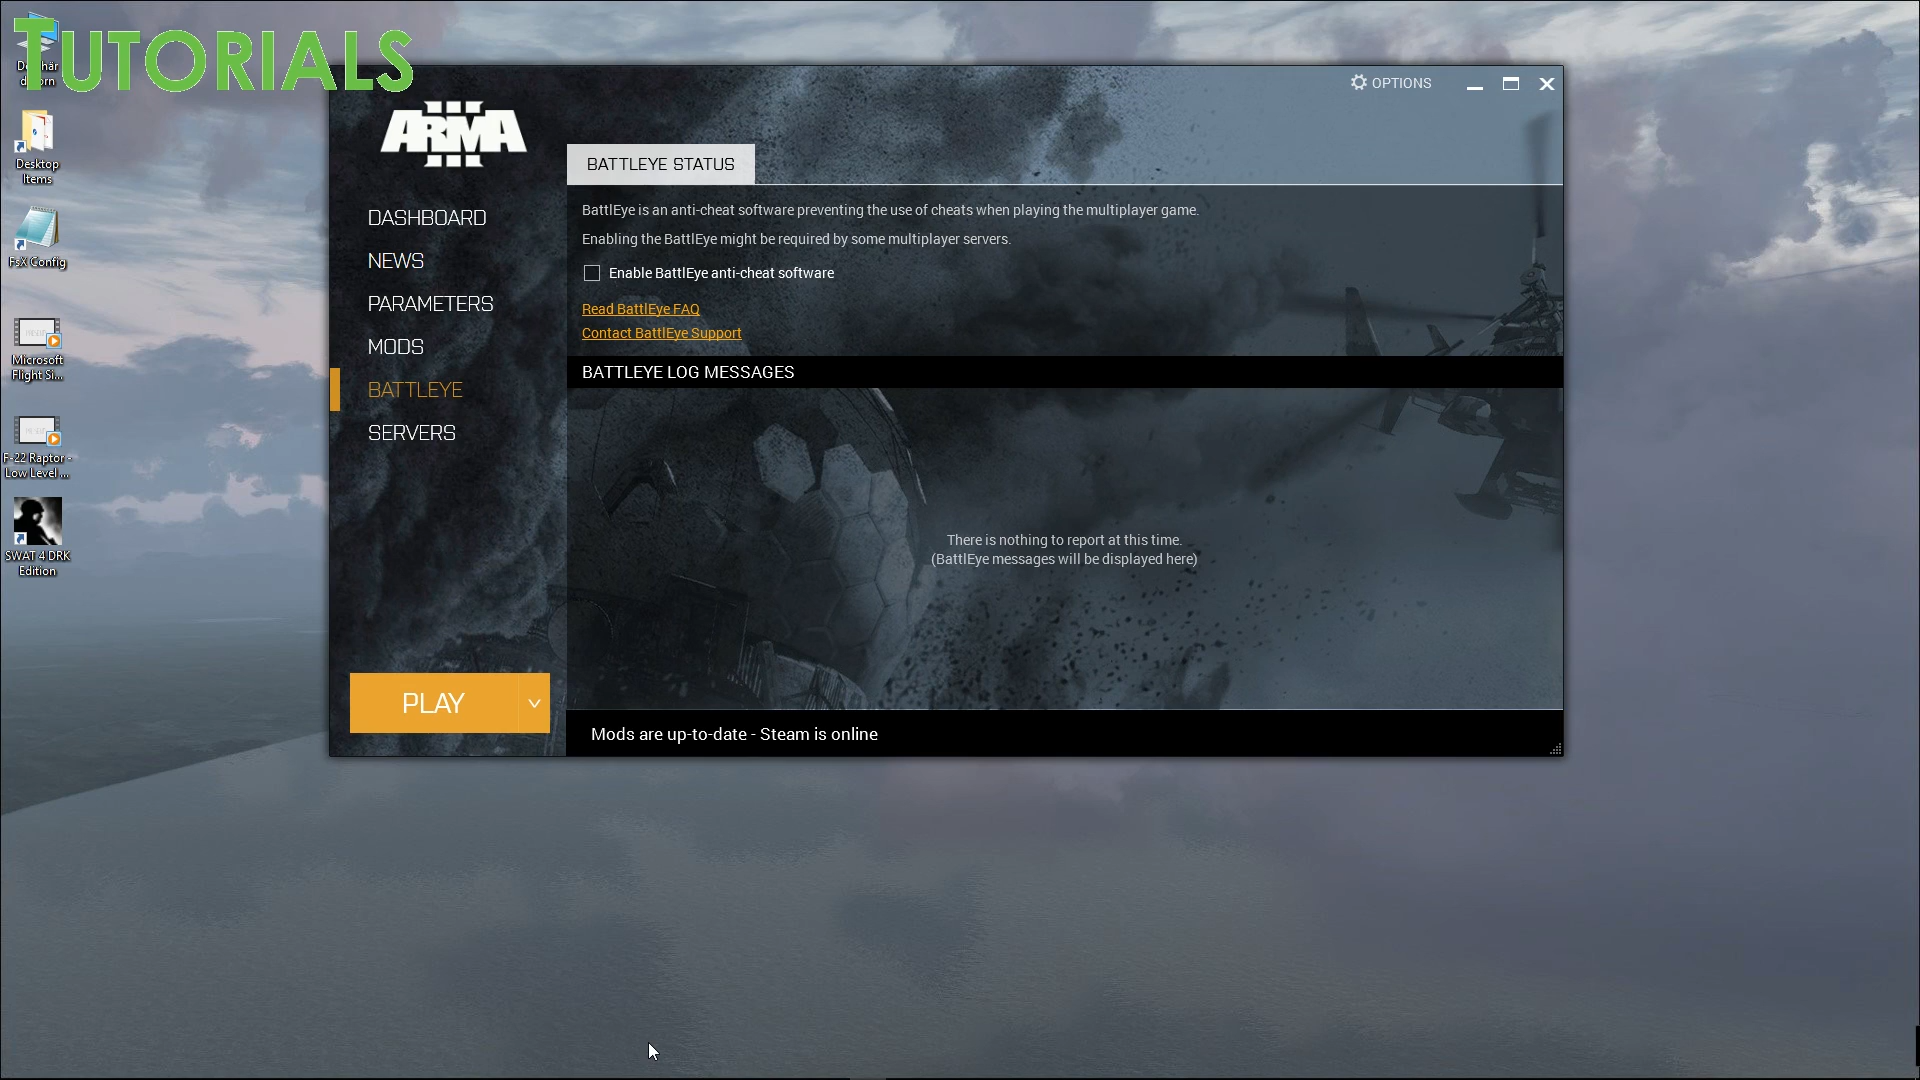 TUTORIALS
Desktop
Items
FsX Config
Microsoft
Flight Si...
F-22 Raptor -
Low Level ...
SWAT 4 DRK
Edition
OPTIONS
ARMA III
BATTLEYE STATUS
DASHBOARD
NEWS
PARAMETERS
MODS
BATTLEYE
SERVERS
PLAY
BattlEye is an anti-cheat software preventing the use of cheats when playing the multiplayer game.
Enabling the BattlEye might be required by some multiplayer servers.
Enable BattlEye anti-cheat software
Read BattlEye FAQ
Contact BattlEye Support
BATTLEYE LOG MESSAGES
There is nothing to report at this time.
(BattlEye messages will be displayed here)
Mods are up-to-date - Steam is online